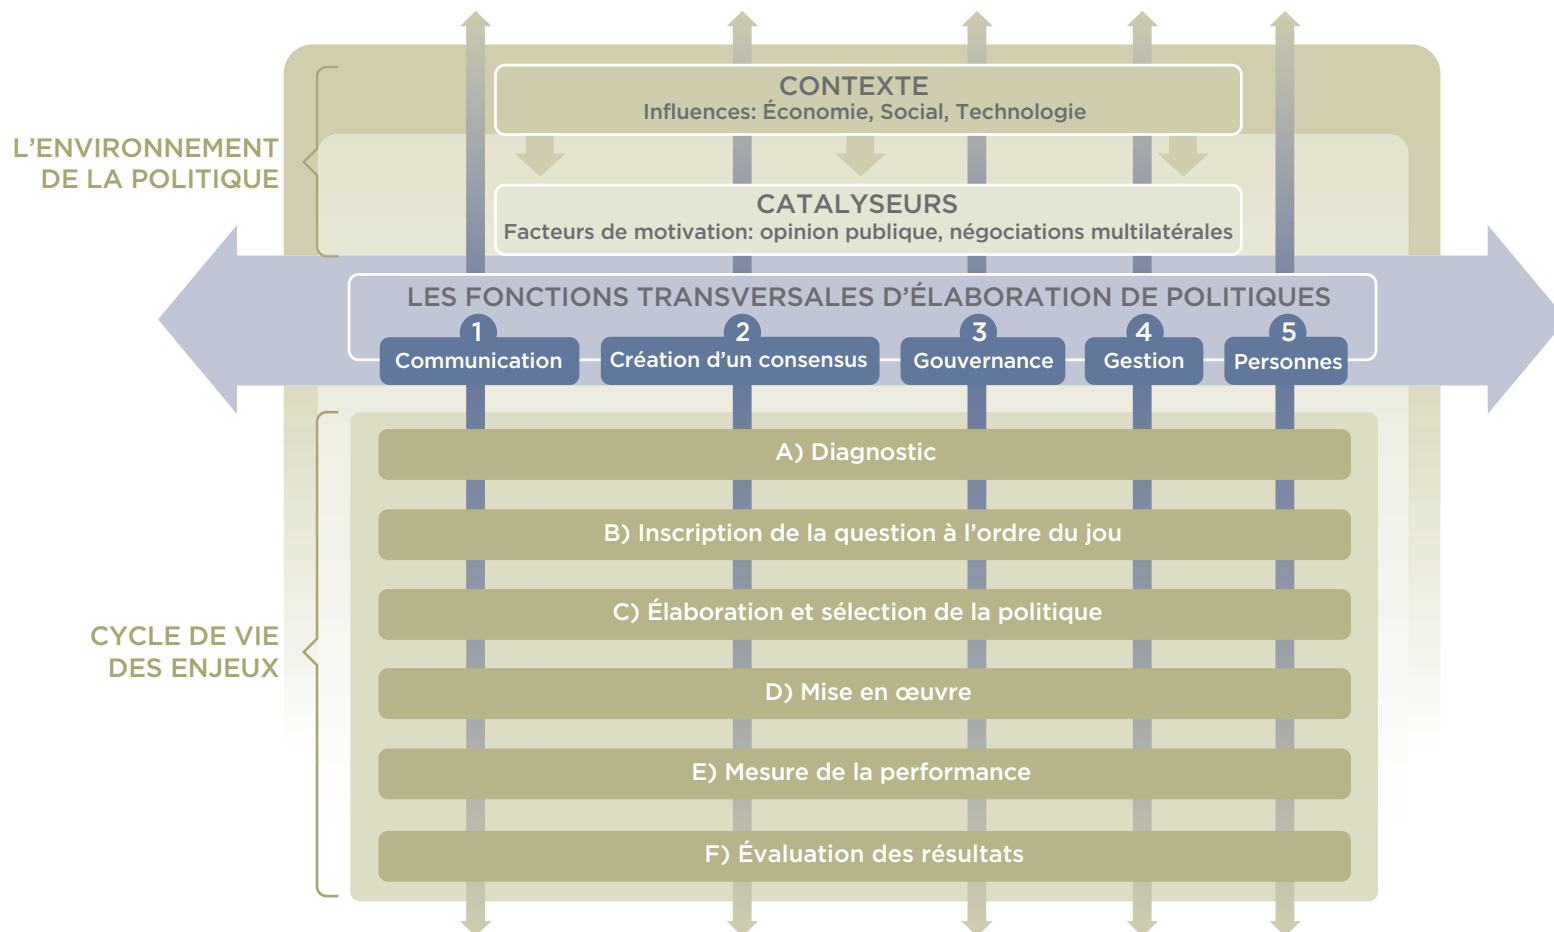 CONTEXTE
Influences: Économie, Social, Technologie
L'ENVIRONNEMENT
DE LA POLITIQUE
CATALYSEURS
Facteurs de motivation: opinion publique, négociations multilatérales
LES FONCTIONS TRANSVERSALES D'ÉLABORATION DE POLITIQUES
1
2
3
4
5
Communication
Création d'un consensus
Gouvernance
Gestion
Personnes
A) Diagnostic
B) Inscription de la question à l'ordre du jou
C) Élaboration et sélection de la politique
CYCLE DE VIE
DES ENJEUX
D) Mise en œuvre
E) Mesure de la performance
F) Évaluation des résultats